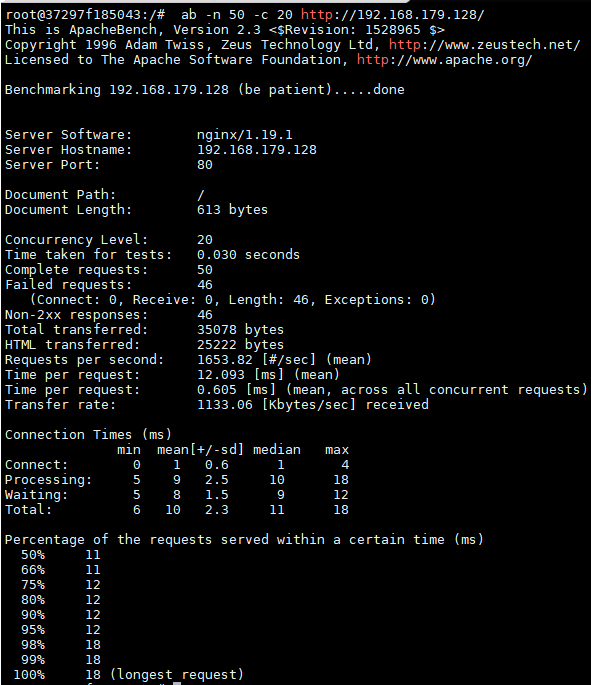 root@37297f185043:/#  ab -n 50 -c 20 http://192.168.179.128/
This is ApacheBench, Version 2.3 <$Revision: 1528965 $>
Copyright 1996 Adam Twiss, Zeus Technology Ltd, http://www.zeustech.net/
Licensed to The Apache Software Foundation, http://www.apache.org/

Benchmarking 192.168.179.128 (be patient).....done


Server Software:        nginx/1.19.1
Server Hostname:        192.168.179.128
Server Port:            80

Document Path:          /
Document Length:        613 bytes

Concurrency Level:      20
Time taken for tests:   0.030 seconds
Complete requests:      50
Failed requests:        46
   (Connect: 0, Receive: 0, Length: 46, Exceptions: 0)
Non-2xx responses:      46
Total transferred:      35078 bytes
HTML transferred:       25222 bytes
Requests per second:    1653.82 [#/sec] (mean)
Time per request:       12.093 [ms] (mean)
Time per request:       0.605 [ms] (mean, across all concurrent requests)
Transfer rate:          1133.06 [Kbytes/sec] received

Connection Times (ms)
              min  mean[+/-sd] median   max
Connect:        0    1   0.6      1       4
Processing:     5    9   2.5     10      18
Waiting:        5    8   1.5      9      12
Total:          6   10   2.3     11      18

Percentage of the requests served within a certain time (ms)
  50%     11
  66%     11
  75%     12
  80%     12
  90%     12
  95%     12
  98%     18
  99%     18
 100%     18 (longest request)